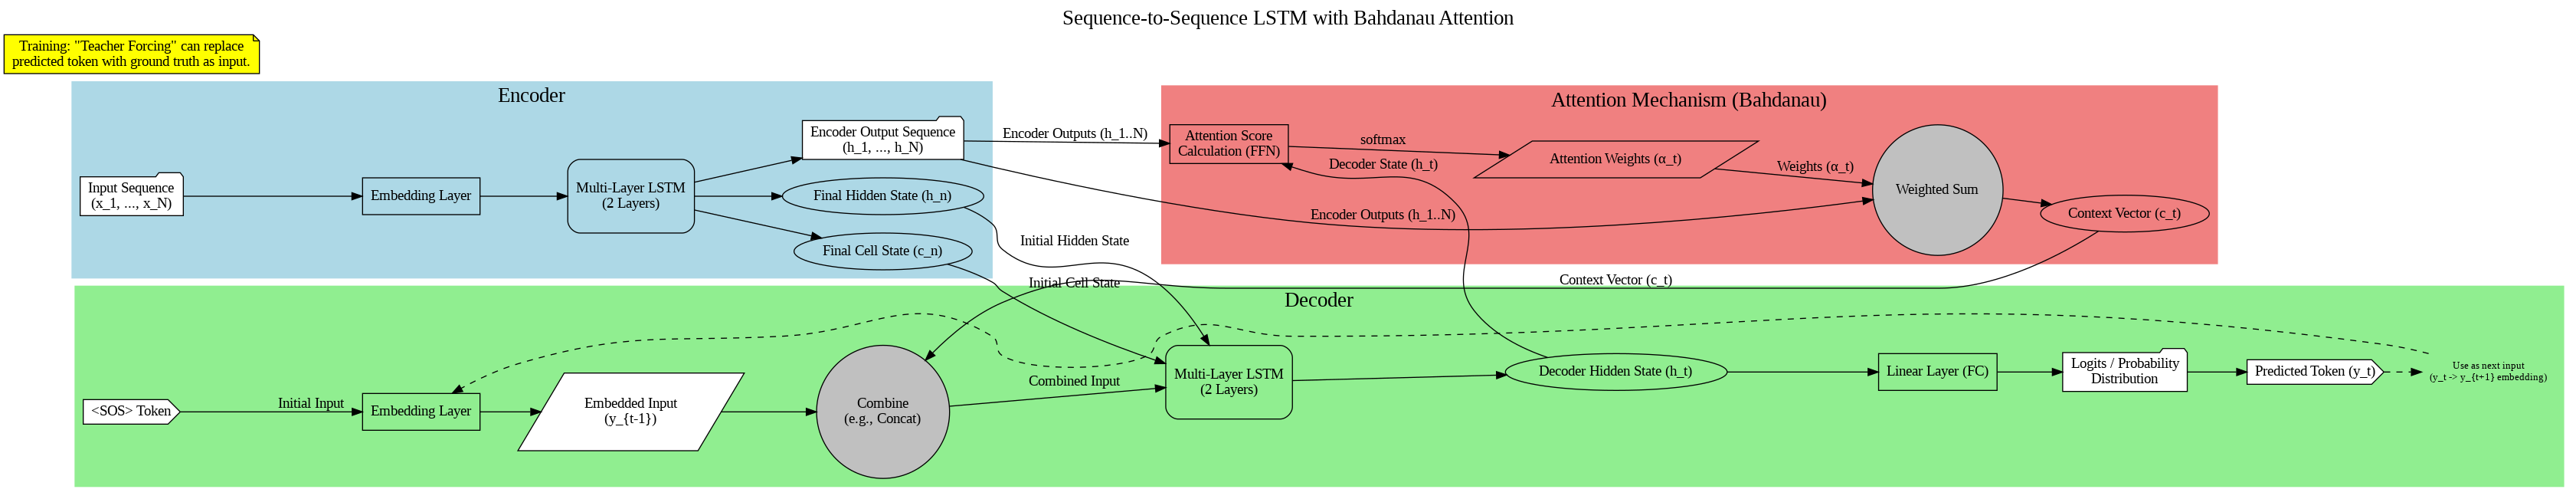 Sequence-to-Sequence LSTM with Bahdanau Attention
Training: "Teacher Forcing" can replace
predicted token with ground truth as input.
Encoder
Input Sequence
(x_1, ..., x_N)
Embedding Layer
Multi-Layer LSTM
(2 Layers)
Encoder Output Sequence
(h_1, ..., h_N)
Final Hidden State (h_n)
Final Cell State (c_n)
Encoder Outputs (h_1..N)
Initial Hidden State
Initial Cell State
Attention Mechanism (Bahdanau)
Attention Score
Calculation (FFN)
softmax
Decoder State (h_t)
Attention Weights (α_t)
Weights (α_t)
Encoder Outputs (h_1..N)
Weighted Sum
Context Vector (c_t)
Context Vector (c_t)
Decoder
<SOS> Token
Initial Input
Embedding Layer
Embedded Input
(y_{t-1})
Combine
(e.g., Concat)
Combined Input
Multi-Layer LSTM
(2 Layers)
Decoder Hidden State (h_t)
Linear Layer (FC)
Logits / Probability
Distribution
Predicted Token (y_t)
Use as next input
(y_t -> y_{t+1} embedding)